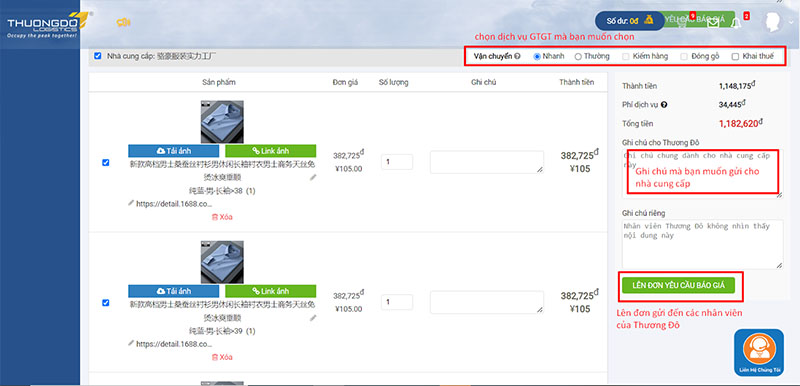 THUONGDO
LOGISTICS
Occupy the peak together!
Số dư: 0đ
YÊU CẦU BÁO GIÁ
9
2
chọn dịch vụ GTGT mà bạn muốn chọn
Nhà cung cấp: 骆豪服装实力工厂
Vận chuyển Nhanh Thường Kiểm hàng Đóng gỗ Khai thuế
Sản phẩm Đơn giá Số lượng Ghi chú Thành tiền
Tải ảnh Link ảnh
新款高档男士桑蚕丝衬衫男休闲长袖衬衣男士商务天丝免
烫冰爽垂顺
纯蓝-男-长袖>38 (1)
https://detail.1688.co...
Xóa
382,725đ
¥105.00
1
382,725đ
¥105
Tải ảnh Link ảnh
新款高档男士桑蚕丝衬衫男休闲长袖衬衣男士商务天丝免
烫冰爽垂顺
纯蓝-男-长袖>39 (1)
https://detail.1688.co...
Xóa
382,725đ
¥105.00
1
382,725đ
¥105
Thành tiền 1,148,175đ
Phí dịch vụ 34,445đ
Tổng tiền 1,182,620đ
Ghi chú cho Thương Đô
Ghi chú chung dành cho nhà cung cấp
này
Ghi chú mà bạn muốn gửi cho
nhà cung cấp
Ghi chú riêng
Nhân viên Thương Đô không nhìn thấy
nội dung này
LÊN ĐƠN YÊU CẦU BÁO GIÁ
Lên đơn gửi đến các nhân viên
của Thương Đô
Liên Hệ Chúng Tôi